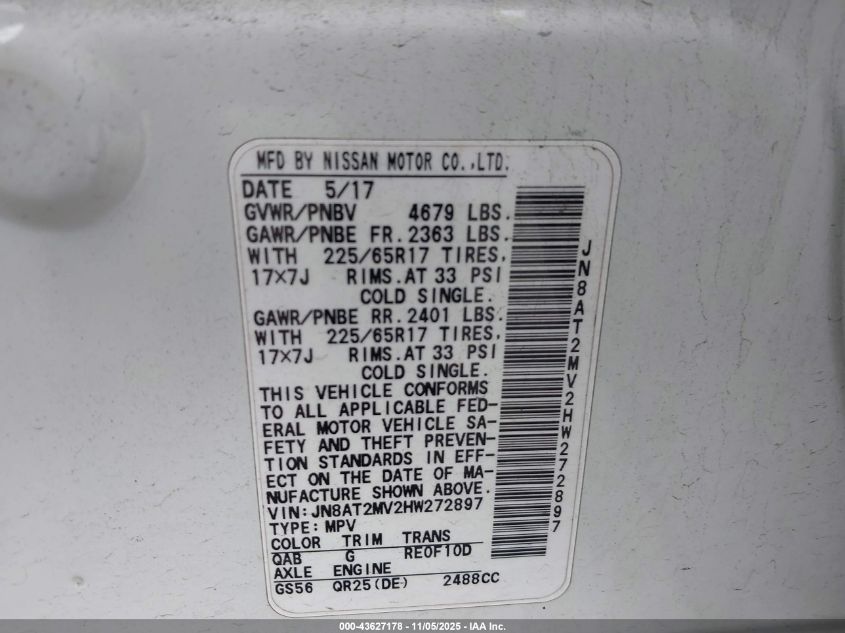 MFD BY NISSAN MOTOR CO.,LTD.
DATE 5/17
GVWR/PNBV 4679 LBS.
GAWR/PNBE FR.2363 LBS.
WITH 225/65R17 TIRES,
17×7J RIMS.AT 33 PSI
COLD SINGLE.
GAWR/PNBE RR.2401 LBS.
WITH 225/65R17 TIRES,
17×7J RIMS.AT 33 PSI
COLD SINGLE.
THIS VEHICLE CONFORMS
TO ALL APPLICABLE FED-
ERAL MOTOR VEHICLE SA-
FETY AND THEFT PREVEN-
TION STANDARDS IN EFF-
ECT ON THE DATE OF MA-
NUFACTURE SHOWN ABOVE.
VIN:JN8AT2MV2HW272897
TYPE:MPV
COLOR TRIM TRANS
QAB G RE0F10D
AXLE ENGINE
GS56 QR25(DE) 2488CC
JN8AT2MV2HW272897
000-43627178 - 11/05/2025 - IAA Inc.